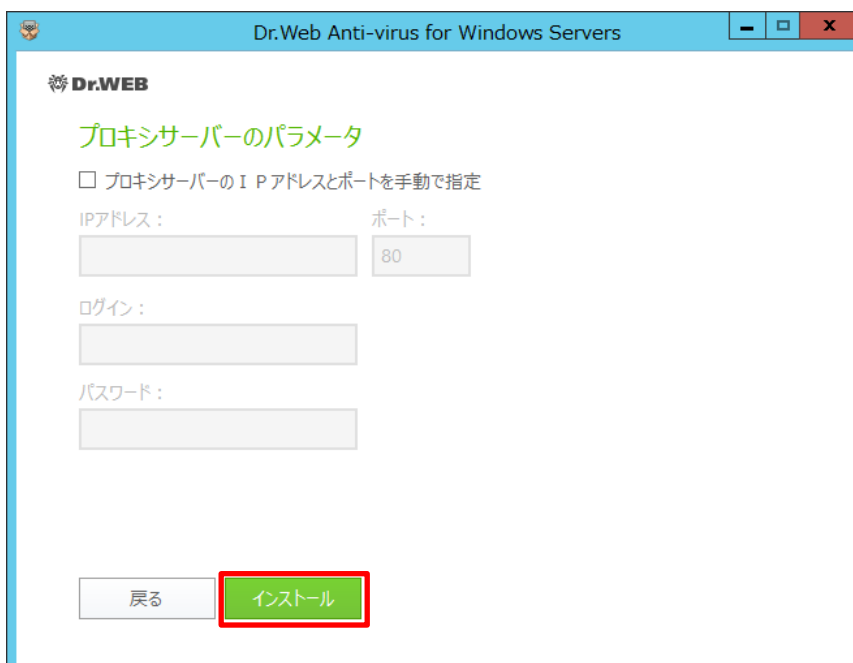 Dr.Web Anti-virus for Windows Servers
Dr.WEB
プロキシサーバーのパラメータ
プロキシサーバーのＩＰアドレスとポートを手動で指定
IPアドレス： ポート：
80
ログイン：
パスワード：
戻る インストール